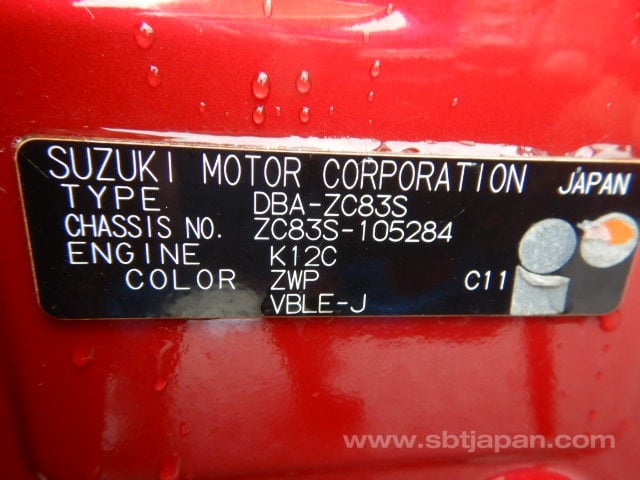 SUZUKI MOTOR CORPORATION JAPAN
TYPE DBA-ZC83S
CHASSIS NO. ZC83S-105284
ENGINE K12C
COLOR ZWP C11
VBLE-J
www.sbtjapan.com